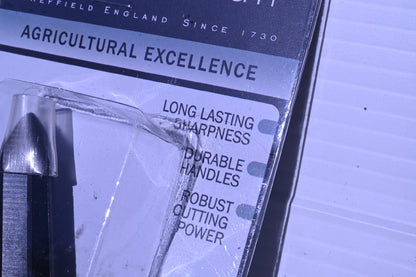 SHEFFIELD ENGLAND SINCE 1730
AGRICULTURAL EXCELLENCE
LONG LASTING
SHARPNESS
DURABLE
HANDLES
ROBUST
CUTTING
POWER